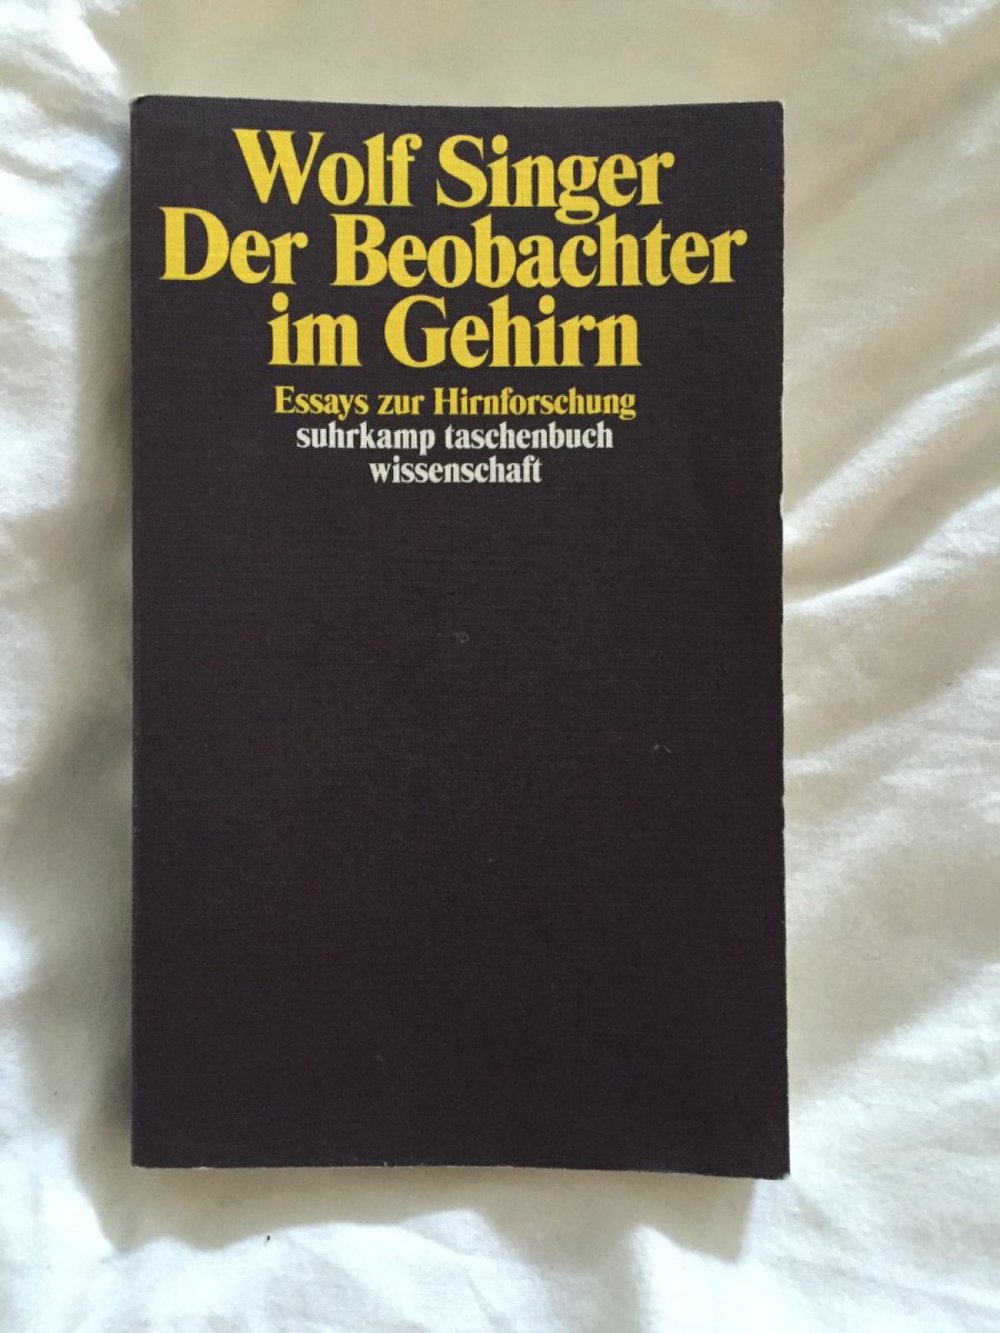 Wolf Singer
Der Beobachter
im Gehirn
Essays zur Hirnforschung
suhrkamp taschenbuch
wissenschaft